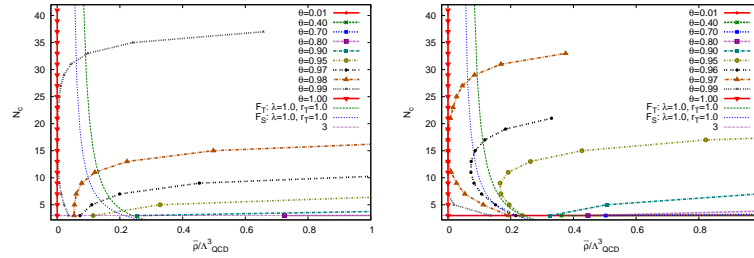 40
35
30
25
20
15
10
5
N_c
0
0.2
0.4
0.6
0.8
1
ρ̄/Λ³_QCD
θ=0.01
θ=0.40
θ=0.70
θ=0.80
θ=0.90
θ=0.95
θ=0.97
θ=0.98
θ=0.99
θ=1.00
F_T: λ=1.0, r_T=1.0
F_S: λ=1.0, r_T=1.0
3
40
35
30
25
20
15
10
5
N_c
0
0.2
0.4
0.6
0.8
ρ̄/Λ³_QCD
θ=0.01
θ=0.40
θ=0.70
θ=0.80
θ=0.90
θ=0.95
θ=0.96
θ=0.97
θ=0.98
θ=0.99
θ=1.00
F_T: λ=1.0, r_T=1.0
F_S: λ=1.0, r_T=1.0
3